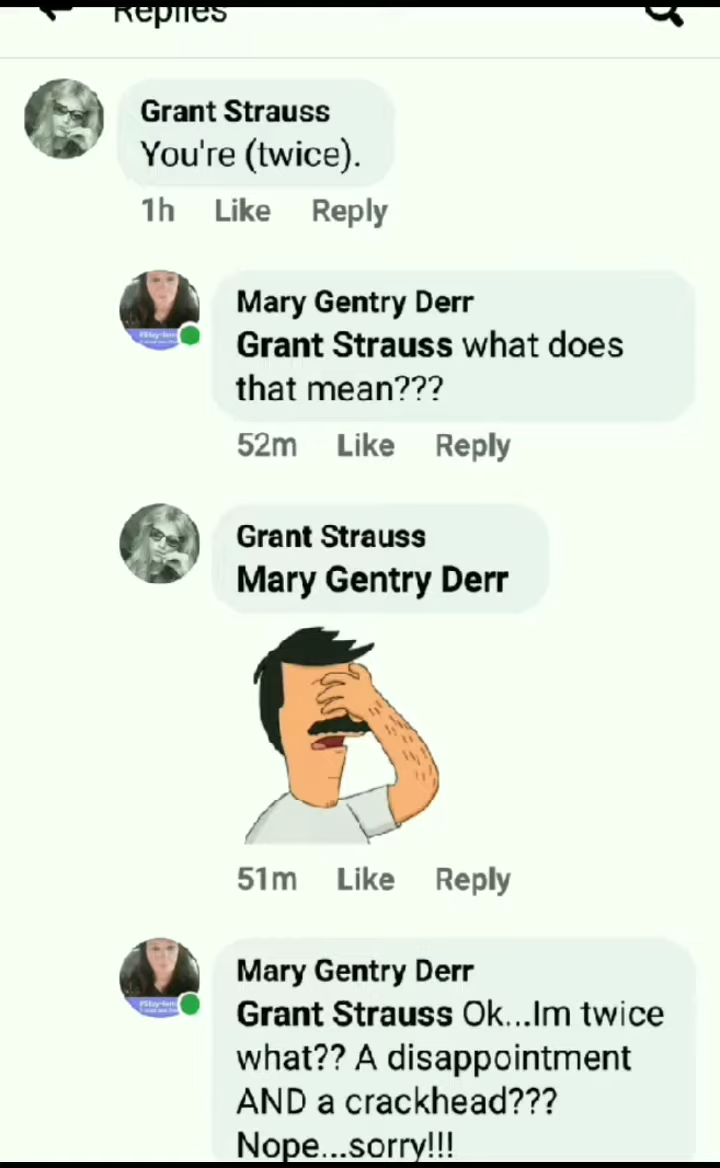 Replies
Grant Strauss
You're (twice).
1h Like Reply
Mary Gentry Derr
Grant Strauss what does
that mean???
52m Like Reply
Grant Strauss
Mary Gentry Derr
51m Like Reply
Mary Gentry Derr
Grant Strauss Ok...Im twice
what?? A disappointment
AND a crackhead???
Nope...sorry!!!